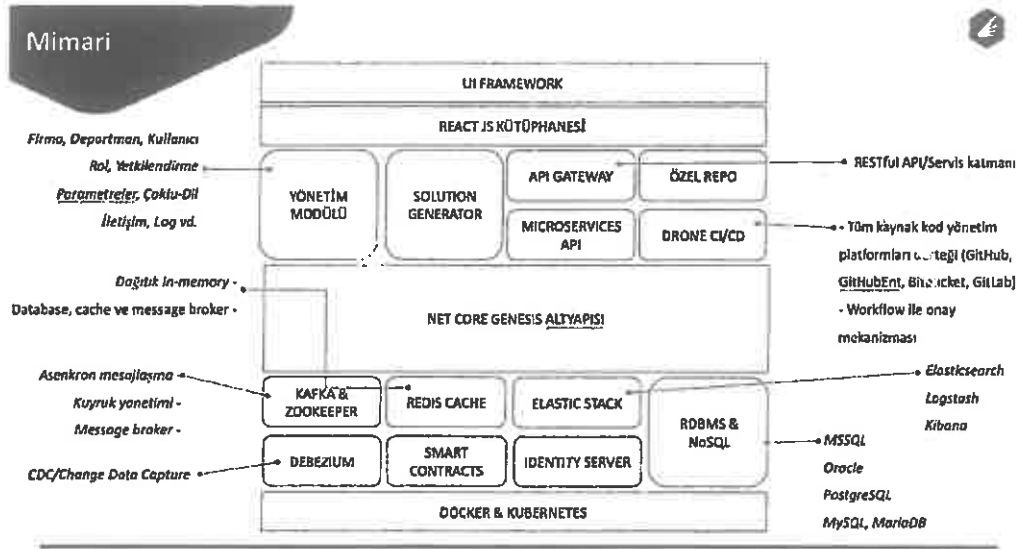 Mimari
UI FRAMEWORK
REACT JS KÜTÜPHANESİ
Firma, Departman, Kullanıcı
Rol, Yetkilendirme
Parametreler, Çoklu-Dil
İletişim, Log vd.
YÖNETİM
MODÜLÜ
SOLUTION
GENERATOR
API GATEWAY
ÖZEL REPO
MICROSERVICES
API
DRONE CI/CD
RESTful API/Servis katmanı
- Tüm kaynak kod yönetim
platformları (GitHub,
GitHubEnt, Bitbucket, GitLab)
- Workflow ile onay
mekanizması
Dağıtık in-memory -
Database, cache ve message broker -
NET CORE GENESIS ALTYAPISI
Asenkron mesajlaşma
Kuyruk yonetimi -
Message broker -
CDC/Change Data Capture
KAFKA &
ZOOKEEPER
REDIS CACHE
ELASTIC STACK
RDBMS &
NoSQL
DEBEZIUM
SMART
CONTRACTS
IDENTITY SERVER
Elasticsearch
Logstash
Kibana
MSSQL
Oracle
PostgreSQL
MySQL, MariaDB
DOCKER & KUBERNETES